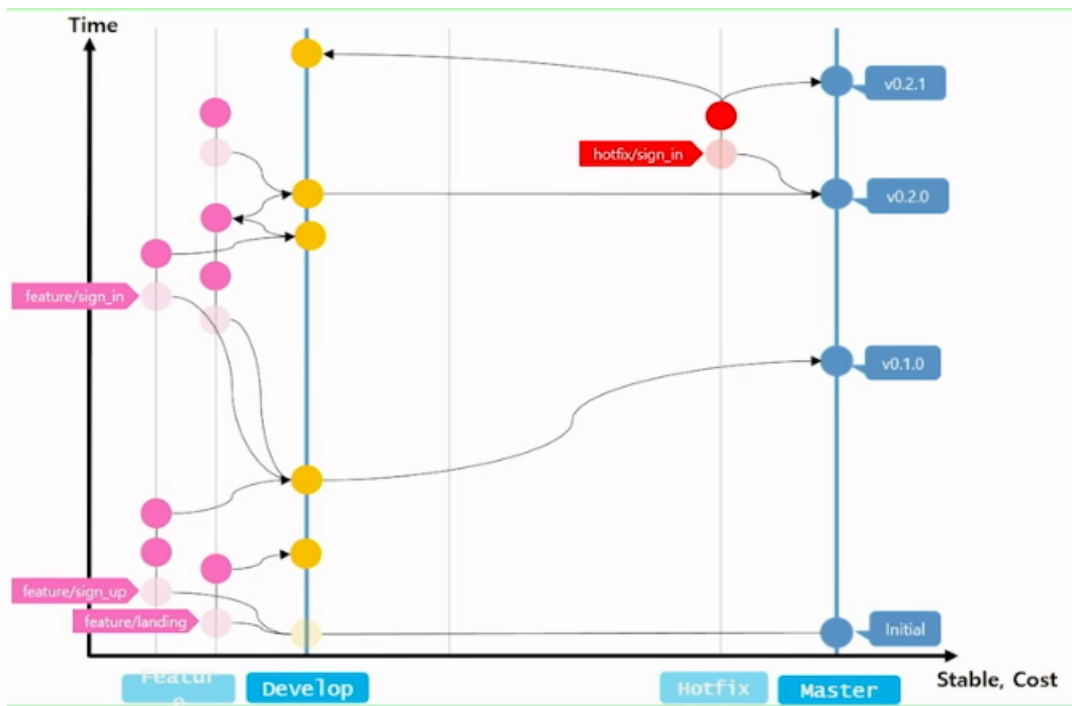 Time
v0.2.1
hotfix/sign_in
v0.2.0
feature/sign_in
v0.1.0
feature/sign_up
feature/landing
Initial
Stable, Cost
Featur
e
Develop
Hotfix
Master